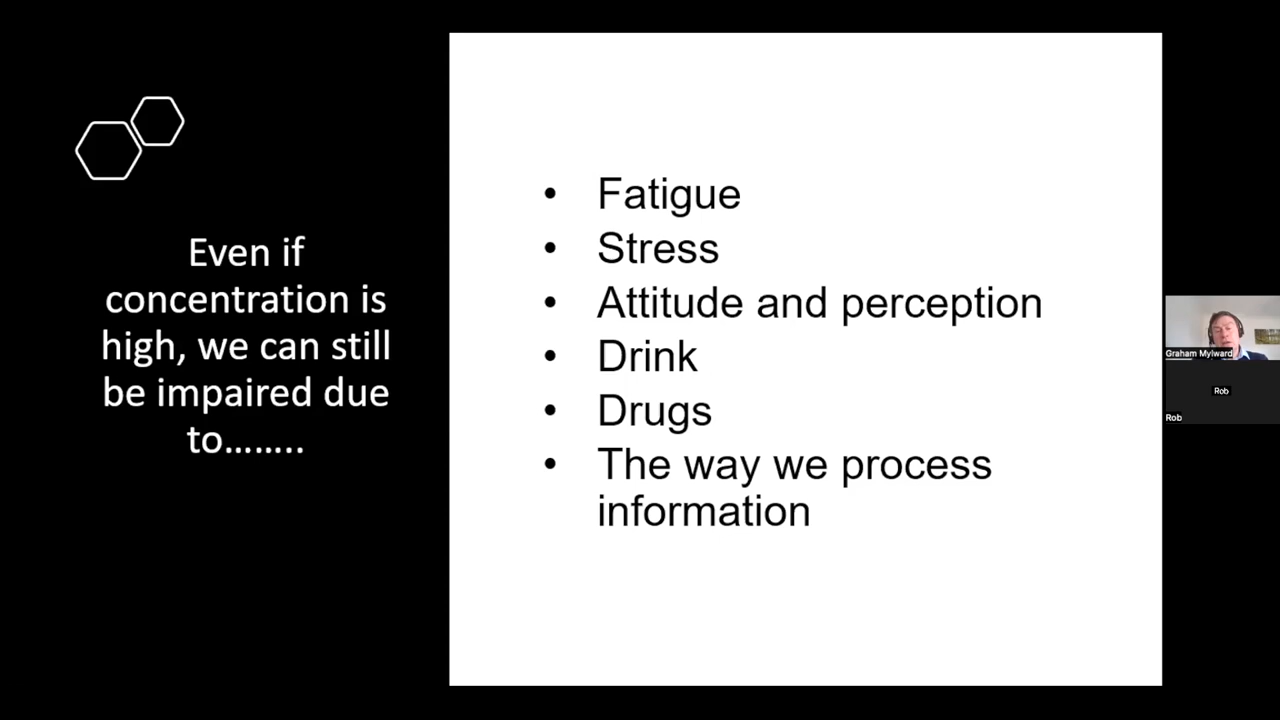 Even if
concentration is
high, we can still
be impaired due
to……..
• Fatigue
• Stress
• Attitude and perception
• Drink
• Drugs
• The way we process
information
Graham Mylward
Rob
Rob